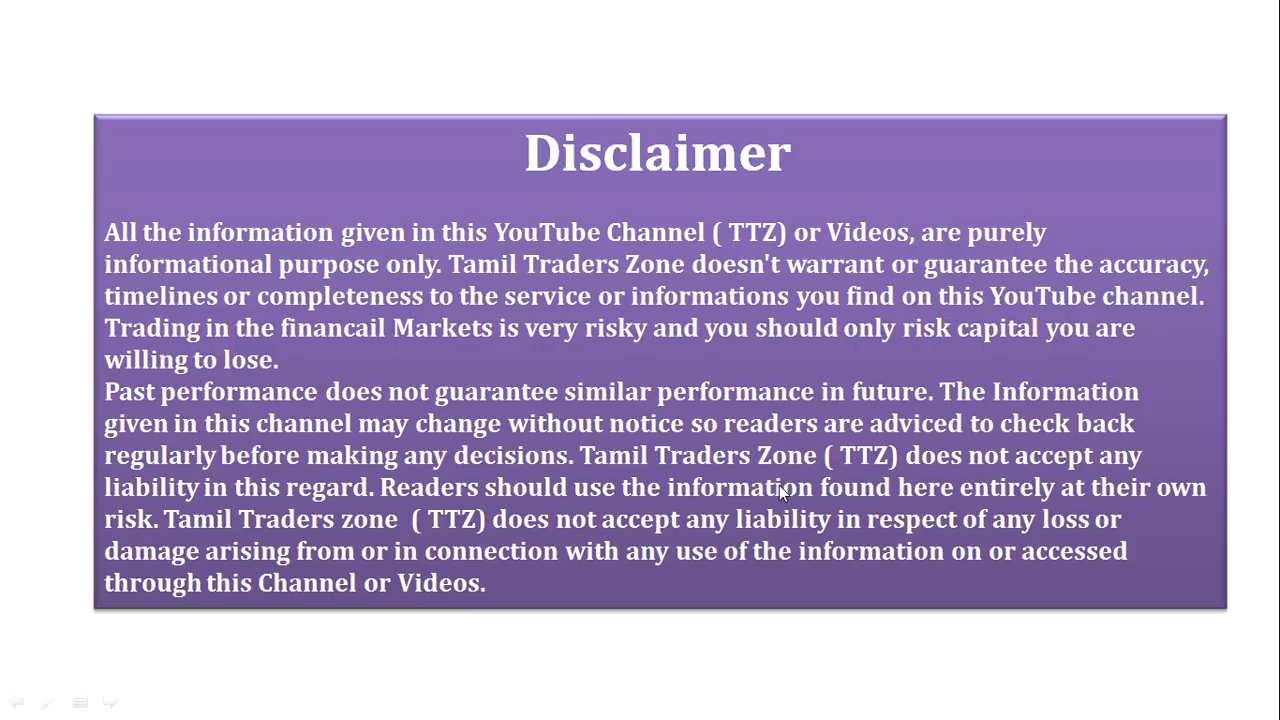 Disclaimer
All the information given in this YouTube Channel ( TTZ) or Videos, are purely
informational purpose only. Tamil Traders Zone doesn't warrant or guarantee the accuracy,
timelines or completeness to the service or informations you find on this YouTube channel.
Trading in the financail Markets is very risky and you should only risk capital you are
willing to lose.
Past performance does not guarantee similar performance in future. The Information
given in this channel may change without notice so readers are adviced to check back
regularly before making any decisions. Tamil Traders Zone ( TTZ) does not accept any
liability in this regard. Readers should use the information found here entirely at their own
risk. Tamil Traders zone  ( TTZ) does not accept any liability in respect of any loss or
damage arising from or in connection with any use of the information on or accessed
through this Channel or Videos.